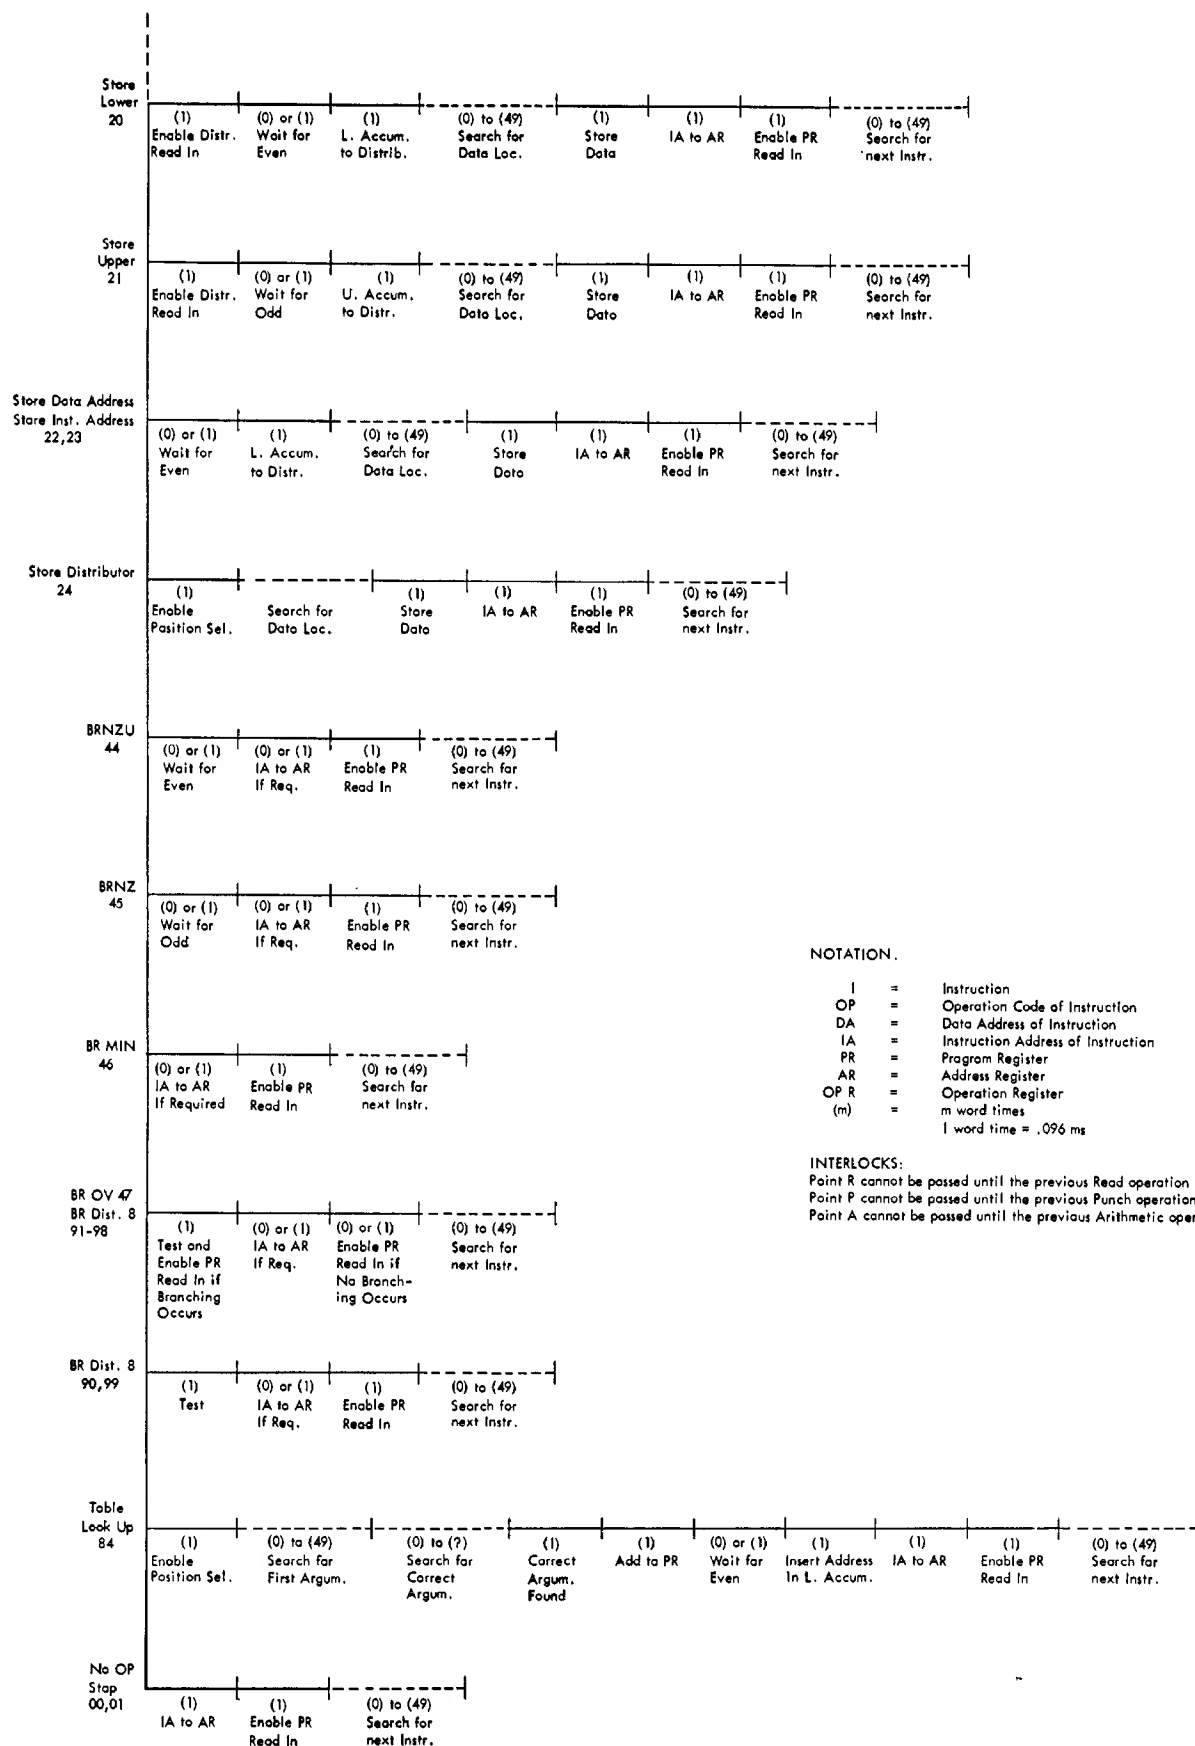 Store
Lower
20
(1) (0) or (1) (1) (0) to (49) (1) (1) (1) (0) to (49)
Enable Distr. Wait for L. Accum. Search for Store IA to AR Enable PR Search for
Read In Even to Distrib. Data Loc. Data Read In next Instr.
Store
Upper
21
(1) (0) or (1) (1) (0) to (49) (1) (1) (1) (0) to (49)
Enable Distr. Wait for U. Accum. Search for Store IA to AR Enable PR Search for
Read In Odd to Distr. Data Loc. Data Read In next Instr.
Store Data Address
Store Inst. Address
22,23
(0) or (1) (1) (0) to (49) (1) (1) (1) (0) to (49)
Wait for L. Accum. Search for Store IA to AR Enable PR Search for
Even to Distr. Data Loc. Data Read In next Instr.
Store Distributor
24
(1) (1) (1) (1) (0) to (49)
Enable Search for Store IA to AR Enable PR Search for
Position Sel. Data Loc. Data Read In next Instr.
BRNZU
44
(0) or (1) (0) or (1) (1) (0) to (49)
Wait for IA to AR Enable PR Search for
Even If Req. Read In next Instr.
BRNZ
45
(0) or (1) (0) or (1) (1) (0) to (49)
Wait for IA to AR Enable PR Search for
Odd If Req. Read In next Instr.
BR MIN
46
(0) or (1) (1) (0) to (49)
IA to AR Enable PR Search for
If Required Read In next Instr.
NOTATION.
I = Instruction
OP = Operation Code of Instruction
DA = Data Address of Instruction
IA = Instruction Address of Instruction
PR = Program Register
AR = Address Register
OP R = Operation Register
(m) = m word times
1 word time = .096 ms
INTERLOCKS:
Point R cannot be passed until the previous Read operation
Point P cannot be passed until the previous Punch operation
Point A cannot be passed until the previous Arithmetic oper
BR OV 47
BR Dist. 8
91-98
(1) (0) or (1) (0) or (1) (0) to (49)
Test and IA to AR Enable PR Search for
Enable PR If Req. Read In if next Instr.
Read In if No Branch-
Branching ing Occurs
Occurs
BR Dist. 8
90,99
(1) (0) or (1) (1) (0) to (49)
Test IA to AR Enable PR Search for
If Req. Read In next Instr.
Table
Look Up
84
(1) (0) to (49) (0) to (?) (1) (1) (0) or (1) (1) (1) (1) (0) to (49)
Enable Search for Search for Correct Add to PR Wait for Insert Address IA to AR Enable PR Search for
Position Sel. First Argum. Correct Argum. Even In L. Accum. Read In next Instr.
Argum. Found
No OP
Stop
00,01
(1) (1) (0) to (49)
IA to AR Enable PR Search for
Read In next Instr.